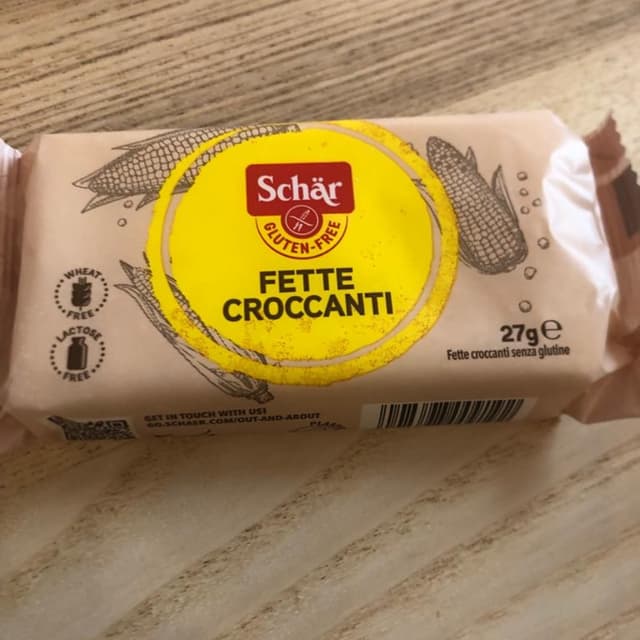 Schär
GLUTEN-FREE
FETTE
CROCCANTI
WHEAT
FREE
LACTOSE
FREE
27g℮
Fette croccanti senza glutine
GET IN TOUCH WITH US!
GO.SCHAER.COM/OUT-AND-ABOUT